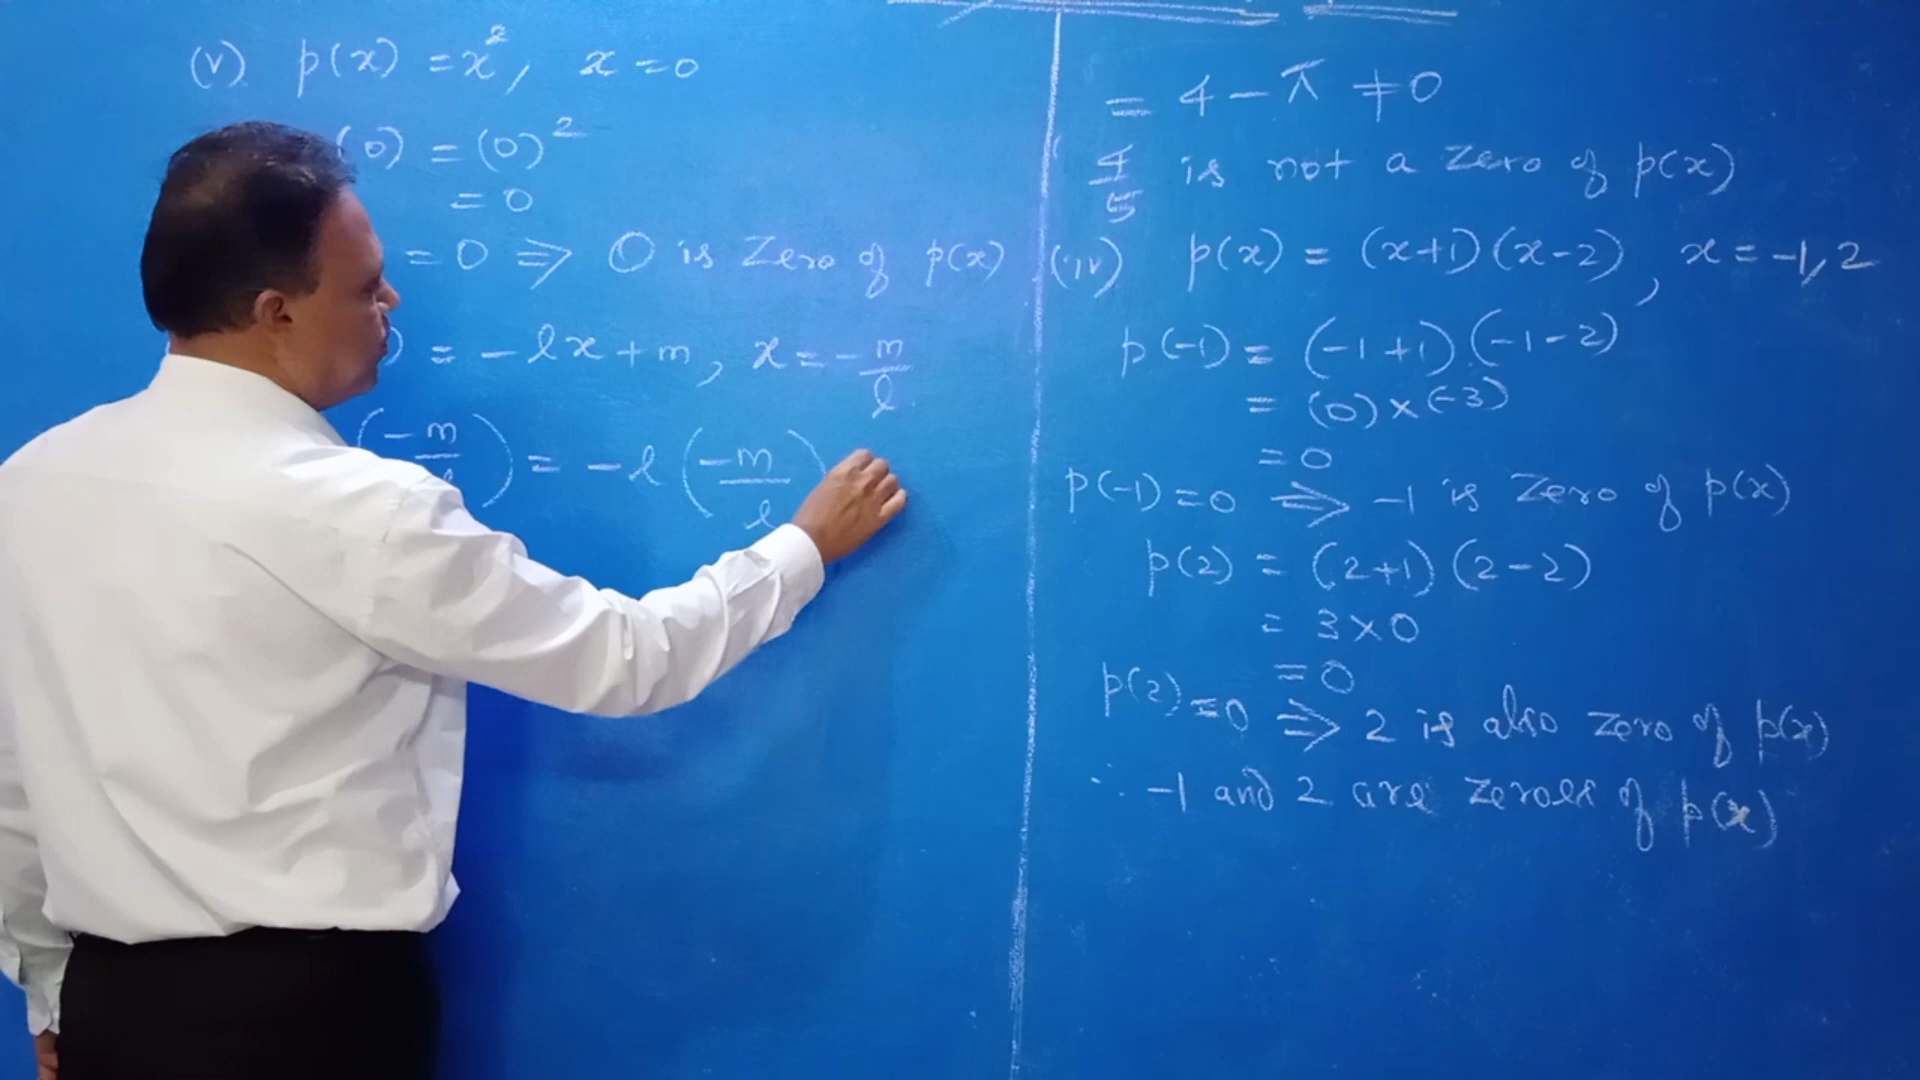 (v) p(x) = x², x = 0
(0) = (0)²
= 0
= 0 ⇒ 0 is Zero of p(x)
) = -lx + m, x = -m/l
(-m/l) = -l(-m/l)
= 4 - π ≠ 0
4/5 is not a Zero of p(x)
(iv) p(x) = (x+1)(x-2), x = -1, 2
p(-1) = (-1+1)(-1-2)
= (0)×(-3)
= 0
p(-1) = 0 ⇒ -1 is Zero of p(x)
p(2) = (2+1)(2-2)
= 3×0
= 0
p(2) = 0 ⇒ 2 is also zero of p(x)
∴ -1 and 2 are zeroes of p(x)